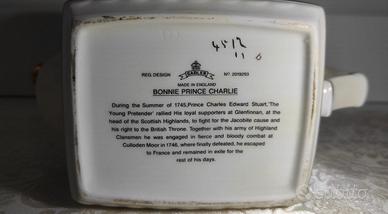 REG. DESIGN
Nº. 2019293
SADLER
MADE IN ENGLAND
BONNIE PRINCE CHARLIE
During the Summer of 1745,Prince Charles Edward Stuart,'The
Young Pretender' rallied His loyal supporters at Glenfinnan, at
the head of the Scottish Highlands, to fight for the Jacobite cause and
his right to the British Throne. Together with his army of Highland
Clansmen he was engaged in fierce and bloody combat at
Culloden Moor in 1746, where finally defeated, he escaped
to France and remained in exile for the
rest of his days.